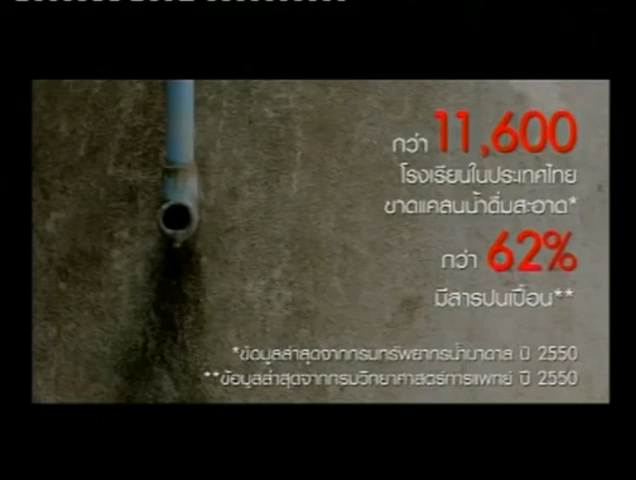 กว่า 11,600
โรงเรียนในประเทศไทย
ขาดแคลนน้ำดื่มสะอาด*
กว่า 62%
มีสารปนเปื้อน**
*ข้อมูลล่าสุดจากกรมทรัพยากรน้ำบาดาล ปี 2550
**ข้อมูลล่าสุดจากกรมวิทยาศาสตร์การแพทย์ ปี 2550